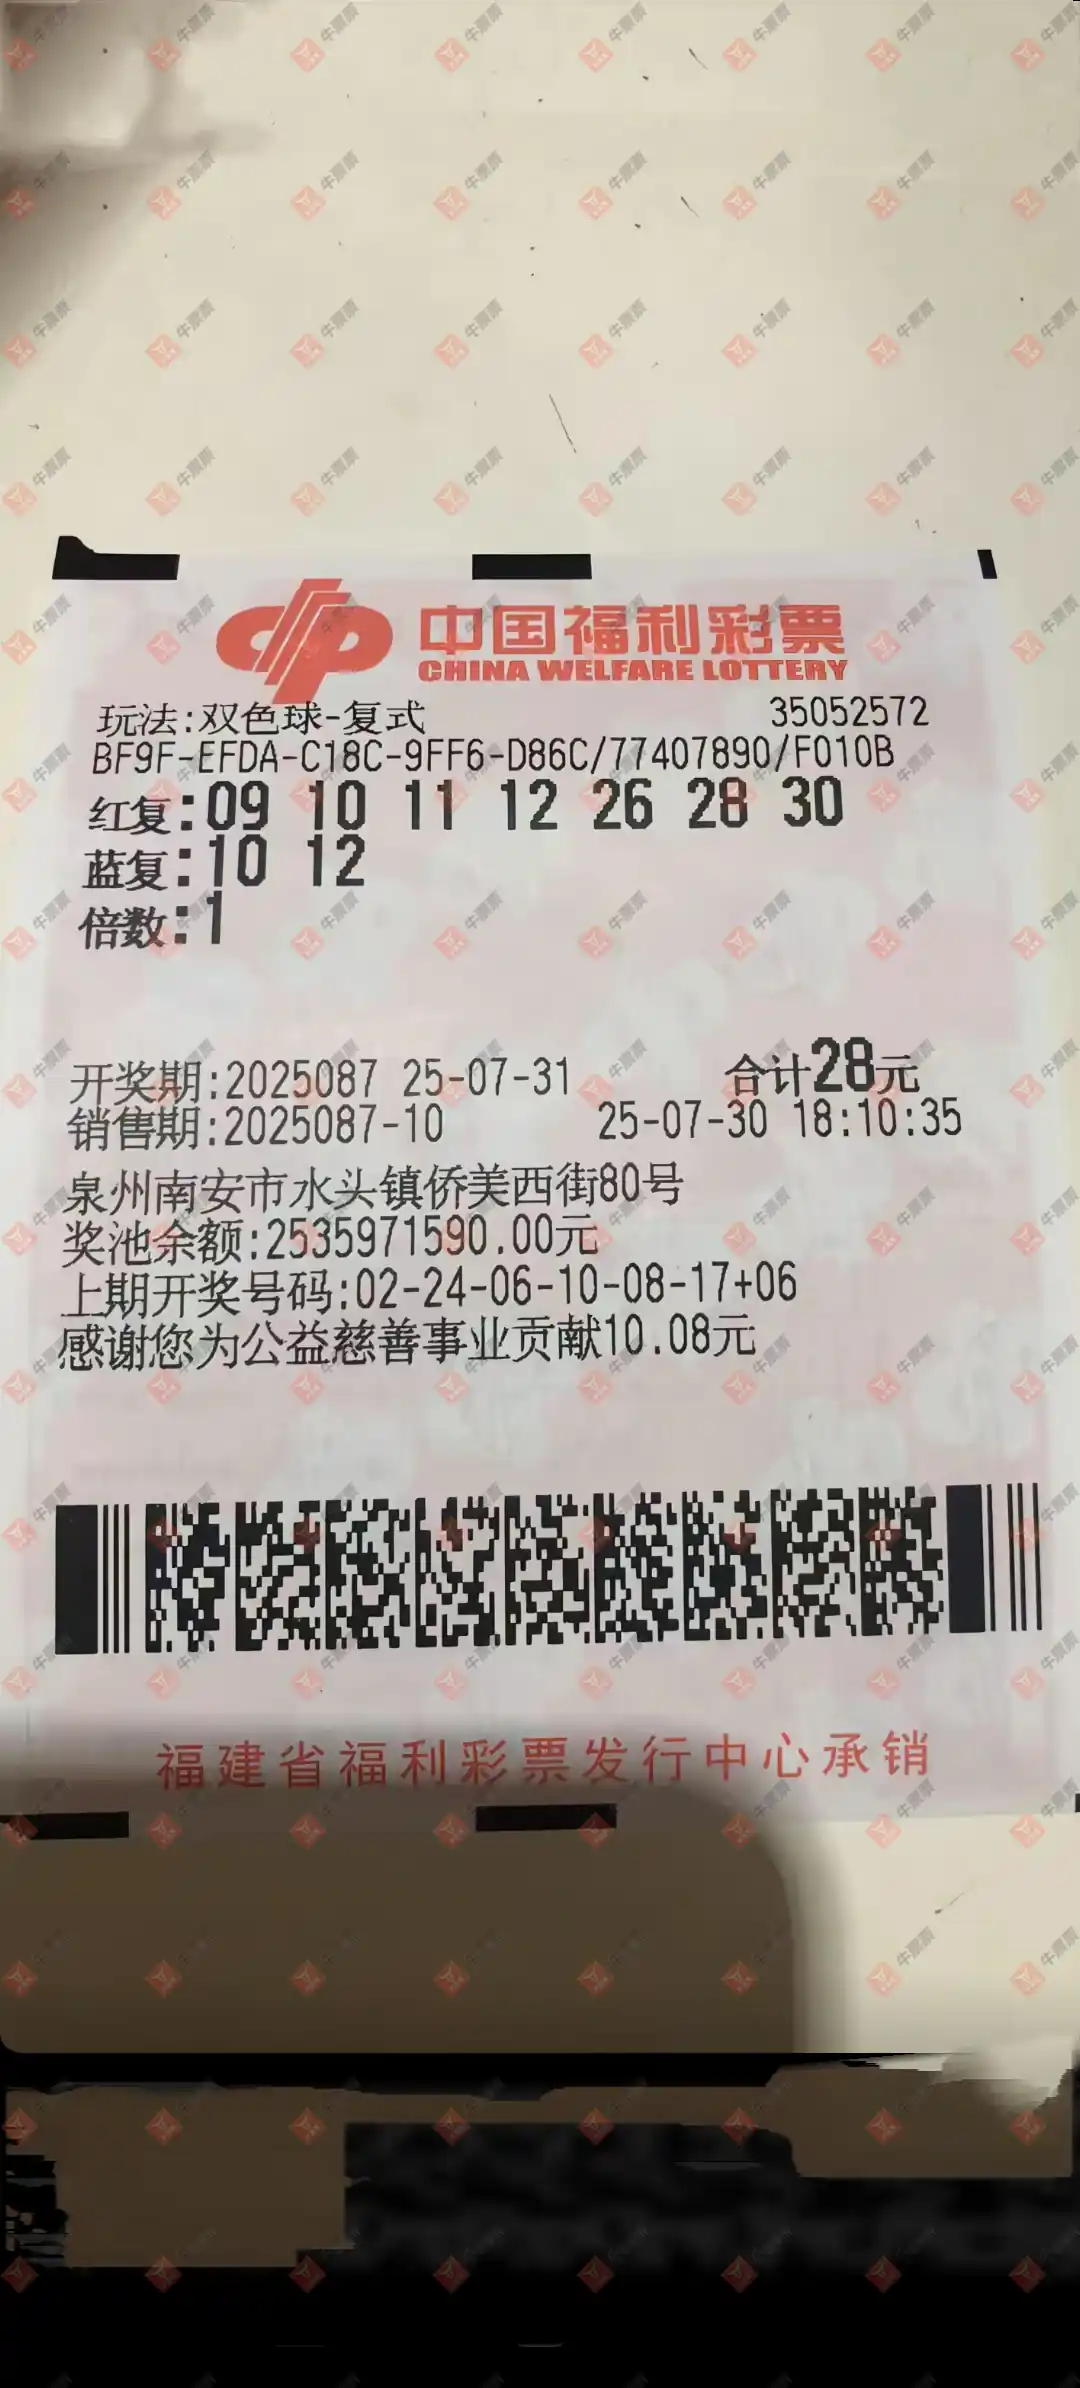 中国福利彩票
CHINA WELFARE LOTTERY
玩法:双色球-复式 35052572
BF9F-EFDA-C18C-9FF6-D86C/77407890/F010B
红复:09 10 11 12 26 28 30
蓝复:10 12
倍数:1
开奖期:2025087 25-07-31 合计28元
销售期:2025087-10 25-07-30 18:10:35
泉州南安市水头镇侨美西街80号
奖池余额:2535971590.00元
上期开奖号码:02-24-06-10-08-17+06
感谢您为公益慈善事业贡献10.08元
福建省福利彩票发行中心承销
牛票票